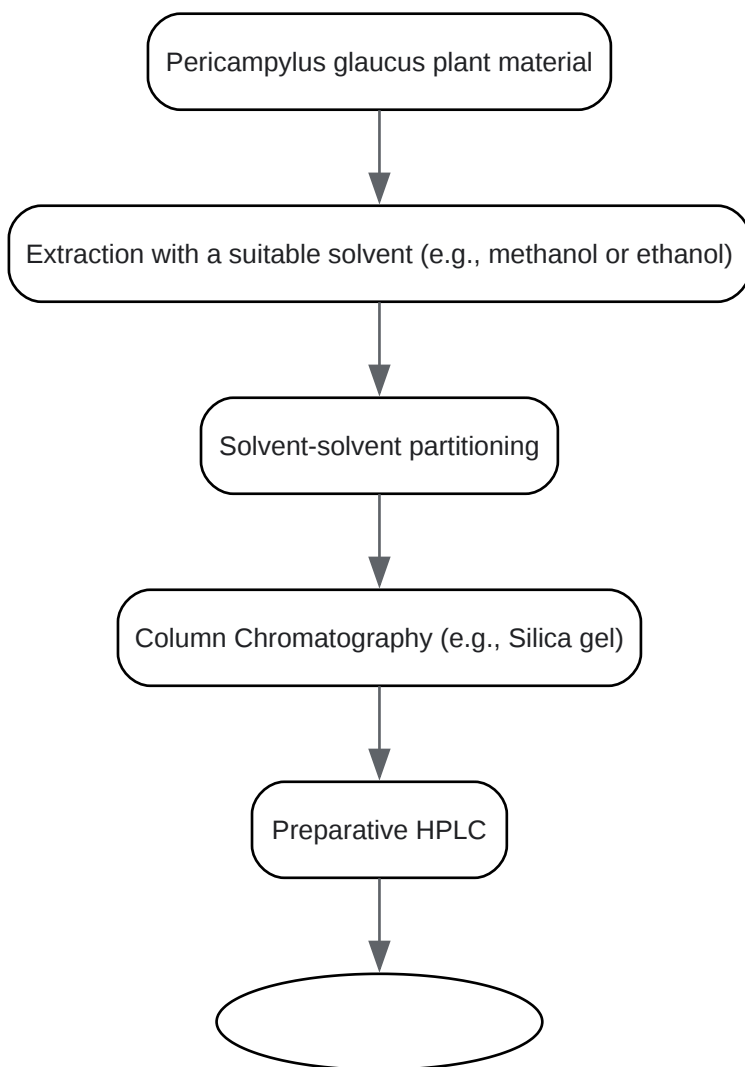 Pericampylus glaucus plant material
Extraction with a suitable solvent (e.g., methanol or ethanol)
Solvent-solvent partitioning
Column Chromatography (e.g., Silica gel)
Preparative HPLC